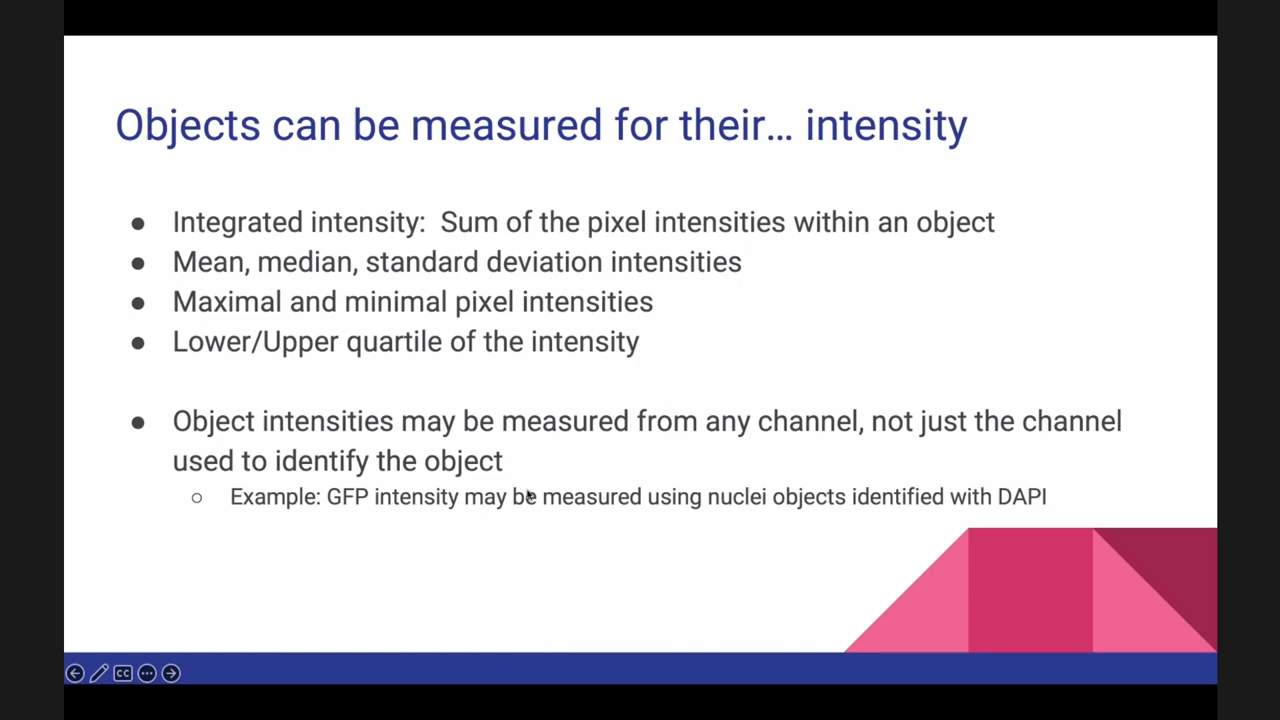 Objects can be measured for their... intensity
● Integrated intensity:  Sum of the pixel intensities within an object
● Mean, median, standard deviation intensities
● Maximal and minimal pixel intensities
● Lower/Upper quartile of the intensity
● Object intensities may be measured from any channel, not just the channel
used to identify the object
○ Example: GFP intensity may be measured using nuclei objects identified with DAPI
CC